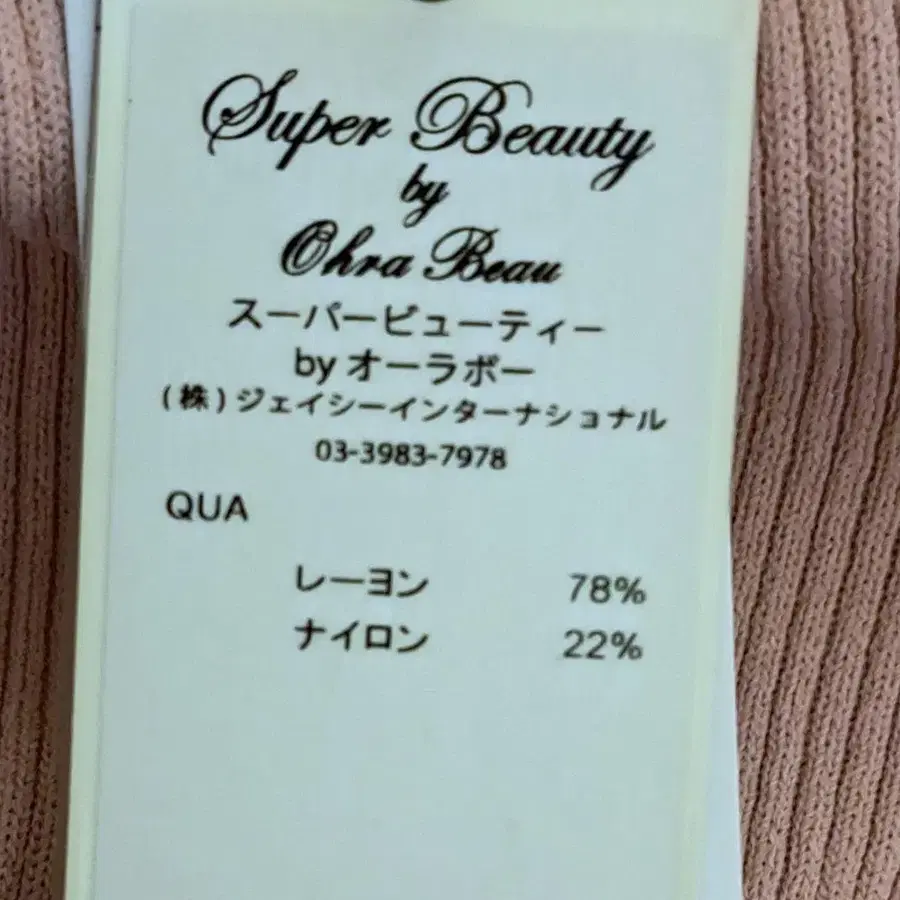 Super Beauty
by
Ohra Beau
スーパービューティー
by オーラボー
(株)ジェイシーインターナショナル
03-3983-7978
QUA
レーヨン 78%
ナイロン 22%